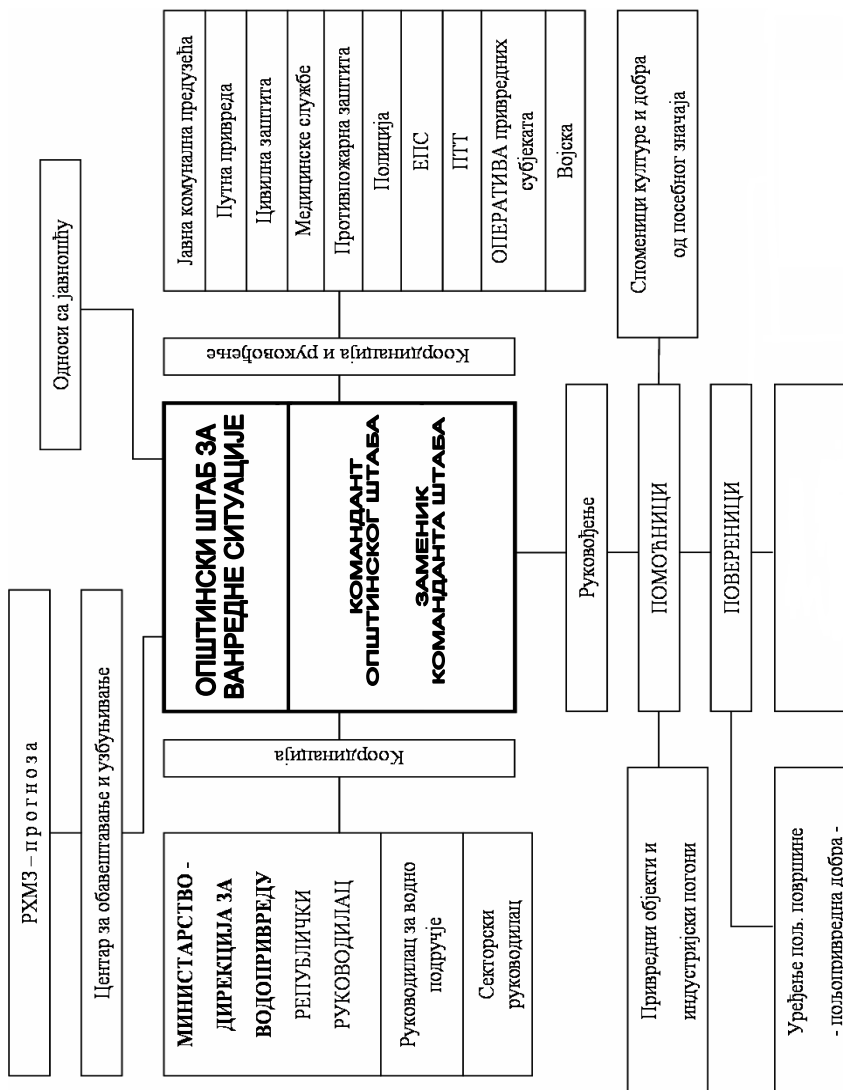 РХМЗ – п р о г н о з а
Центар за обавештавање и узбуњивање
Односи са јавношћу
МИНИСТАРСТВО -
ДИРЕКЦИЈА ЗА
ВОДОПРИВРЕДУ
РЕПУБЛИЧКИ
РУКОВОДИЛАЦ
Руководилац за водно
подручје
Секторски
руководилац
Координација
ОПШТИНСКИ ШТАБ ЗА
ВАНРЕДНЕ СИТУАЦИЈЕ
КОМАНДАНТ
ОПШТИНСКОГ ШТАБА
ЗАМЕНИК
КОМАНДАНТА ШТАБА
Координација и руковођење
Јавна комунална предузећа
Путна привреда
Цивилна заштита
Медицинске службе
Противпожарна заштита
Полиција
ЕПС
ПТТ
ОПЕРАТИВА привредних
субјеката
Војска
Руковођење
ПОМОЋНИЦИ
ПОВЕРЕНИЦИ
Привредни објекти и
индустријски погони
Споменици културе и добра
од посебног значаја
Уређење пољ. површине
- пољопривредна добра -